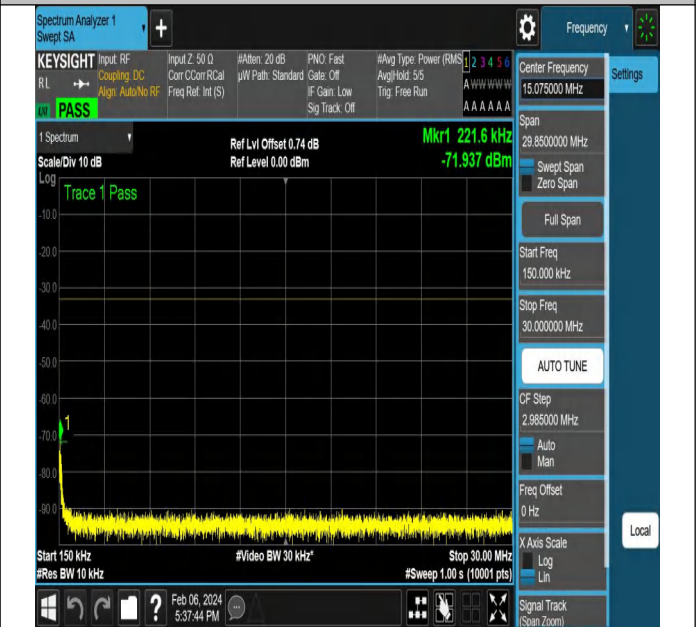 Spectrum Analyzer 1
Swept SA
+
Frequency
KEYSIGHT
Input: RF
Coupling: DC
Align: Auto/No RF
Input Z: 50 Ω
Corr CCorr RCal
Freq Ref: Int (S)
#Atten: 20 dB
µW Path: Standard
PNO: Fast
Gate: Off
IF Gain: Low
Sig Track: Off
#Avg Type: Power (RMS
Avg|Hold: 5/5
Trig: Free Run
1 2 3 4 5 6
A W W W W W
A A A A A A
RL
PASS
1 Spectrum
Scale/Div 10 dB
Ref Lvl Offset 0.74 dB
Ref Level 0.00 dBm
Mkr1 221.6 kHz
-71.937 dBm
Log
Trace 1 Pass
-10.0
-20.0
-30.0
-40.0
-50.0
-60.0
-70.0
-80.0
-90.0
1
Start 150 kHz
#Res BW 10 kHz
#Video BW 30 kHz*
Stop 30.00 MHz
#Sweep 1.00 s (10001 pts)
?
Feb 06, 2024
5:37:44 PM
Center Frequency
15.075000 MHz
Settings
Span
29.8500000 MHz
Swept Span
Zero Span
Full Span
Start Freq
150.000 kHz
Stop Freq
30.000000 MHz
AUTO TUNE
CF Step
2.985000 MHz
Auto
Man
Freq Offset
0 Hz
Local
X Axis Scale
Log
Lin
Signal Track
(Span Zoom)